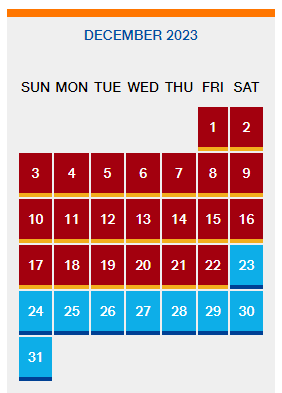 DECEMBER 2023
SUN MON TUE WED THU FRI SAT
1 2
3 4 5 6 7 8 9
10 11 12 13 14 15 16
17 18 19 20 21 22 23
24 25 26 27 28 29 30
31